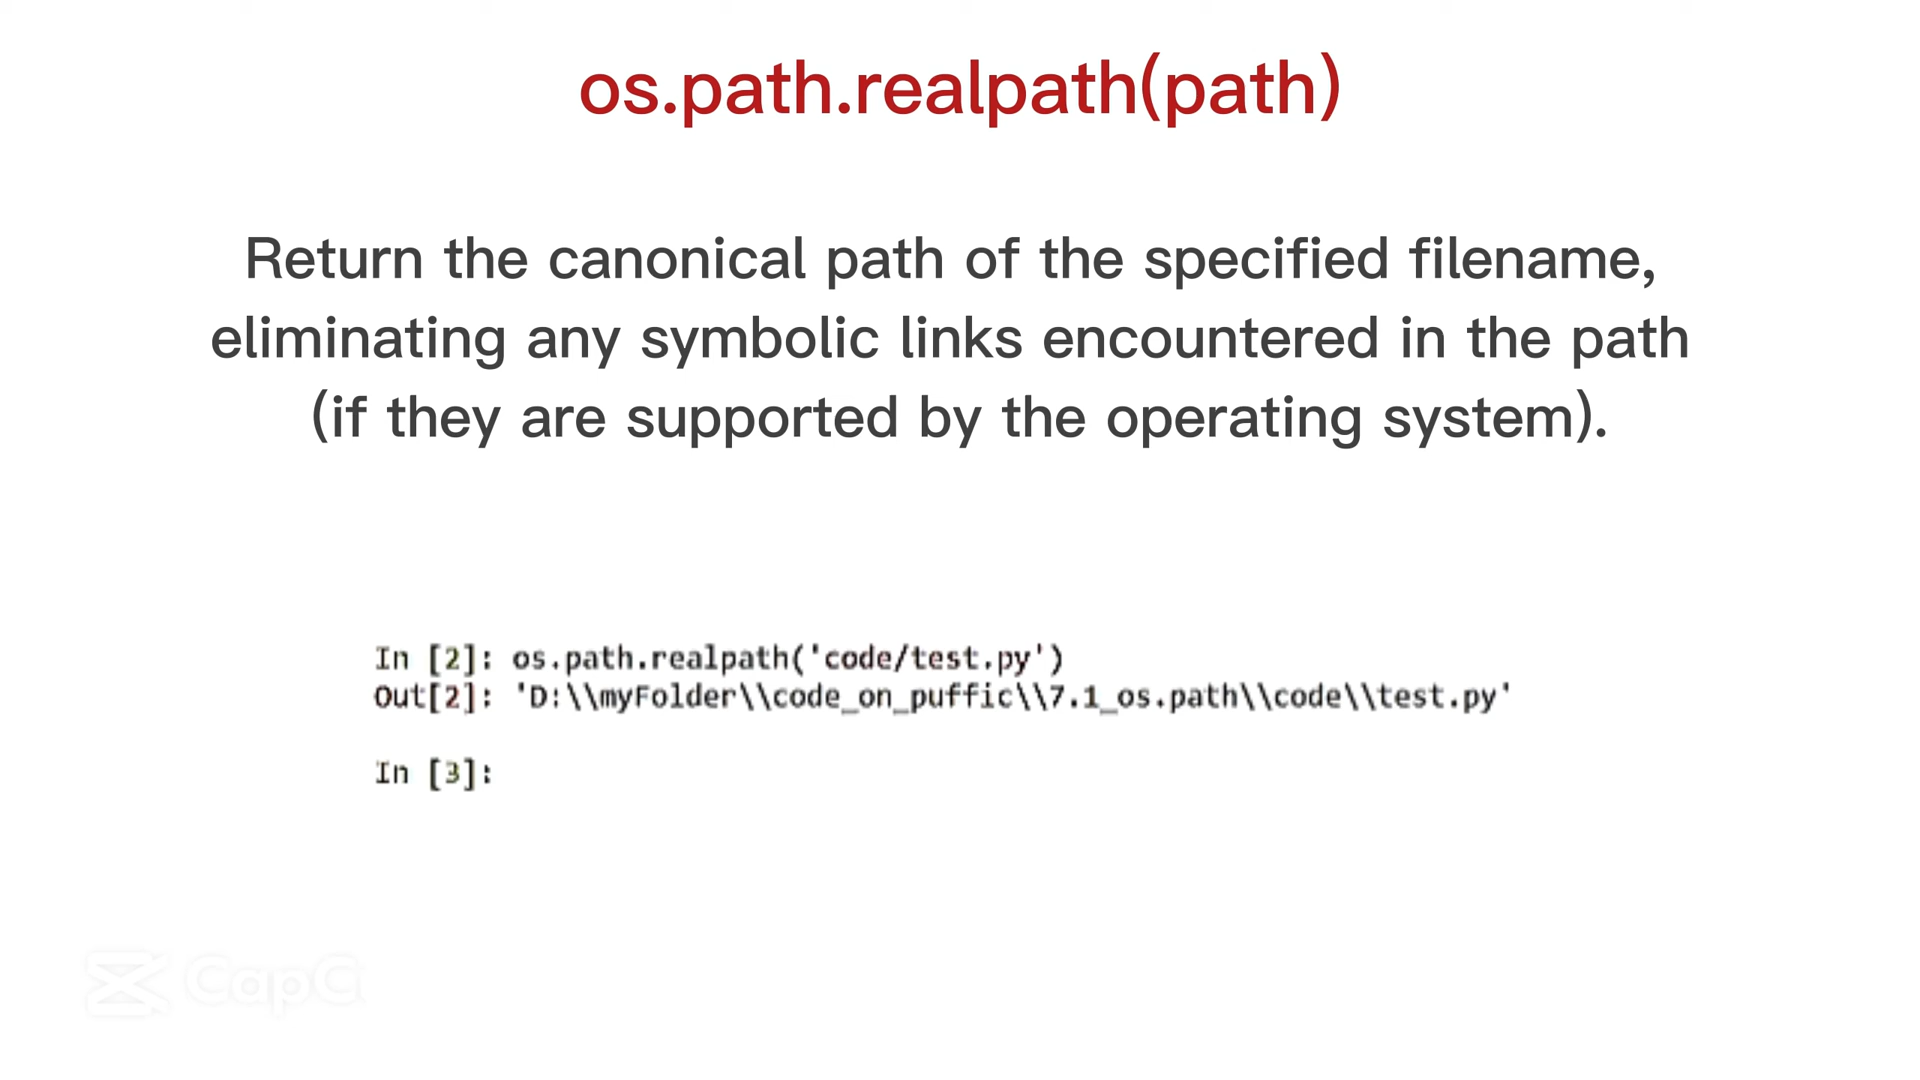 os.path.realpath(path)
Return the canonical path of the specified filename,
eliminating any symbolic links encountered in the path
(if they are supported by the operating system).
In [2]: os.path.realpath('code/test.py')
Out[2]: 'D:\\myFolder\\code_on_puffic\\7.1_os.path\\code\\test.py'
In [3]:
CapC